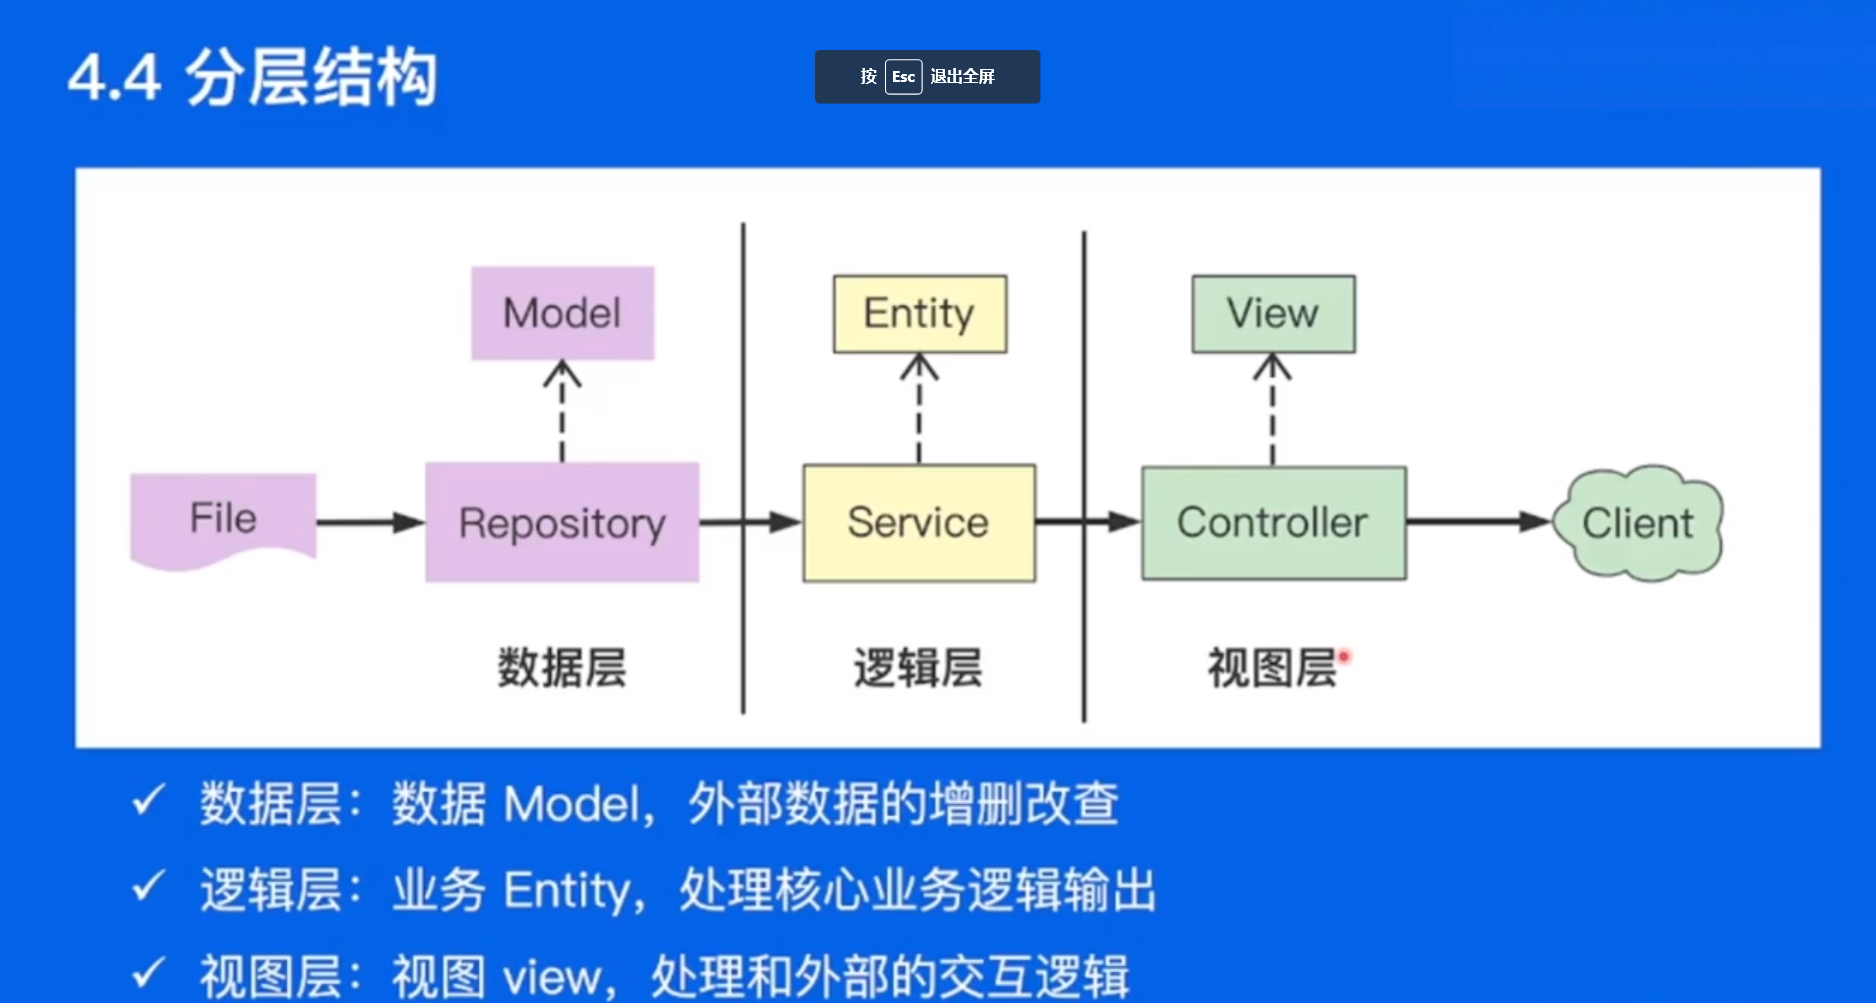 4.4 分层结构
按 Esc 退出全屏
Model
Entity
View
File
Repository
Service
Controller
Client
数据层
逻辑层
视图层
✓ 数据层：数据 Model，外部数据的增删改查
✓ 逻辑层：业务 Entity，处理核心业务逻辑输出
✓ 视图层：视图 view，处理和外部的交互逻辑